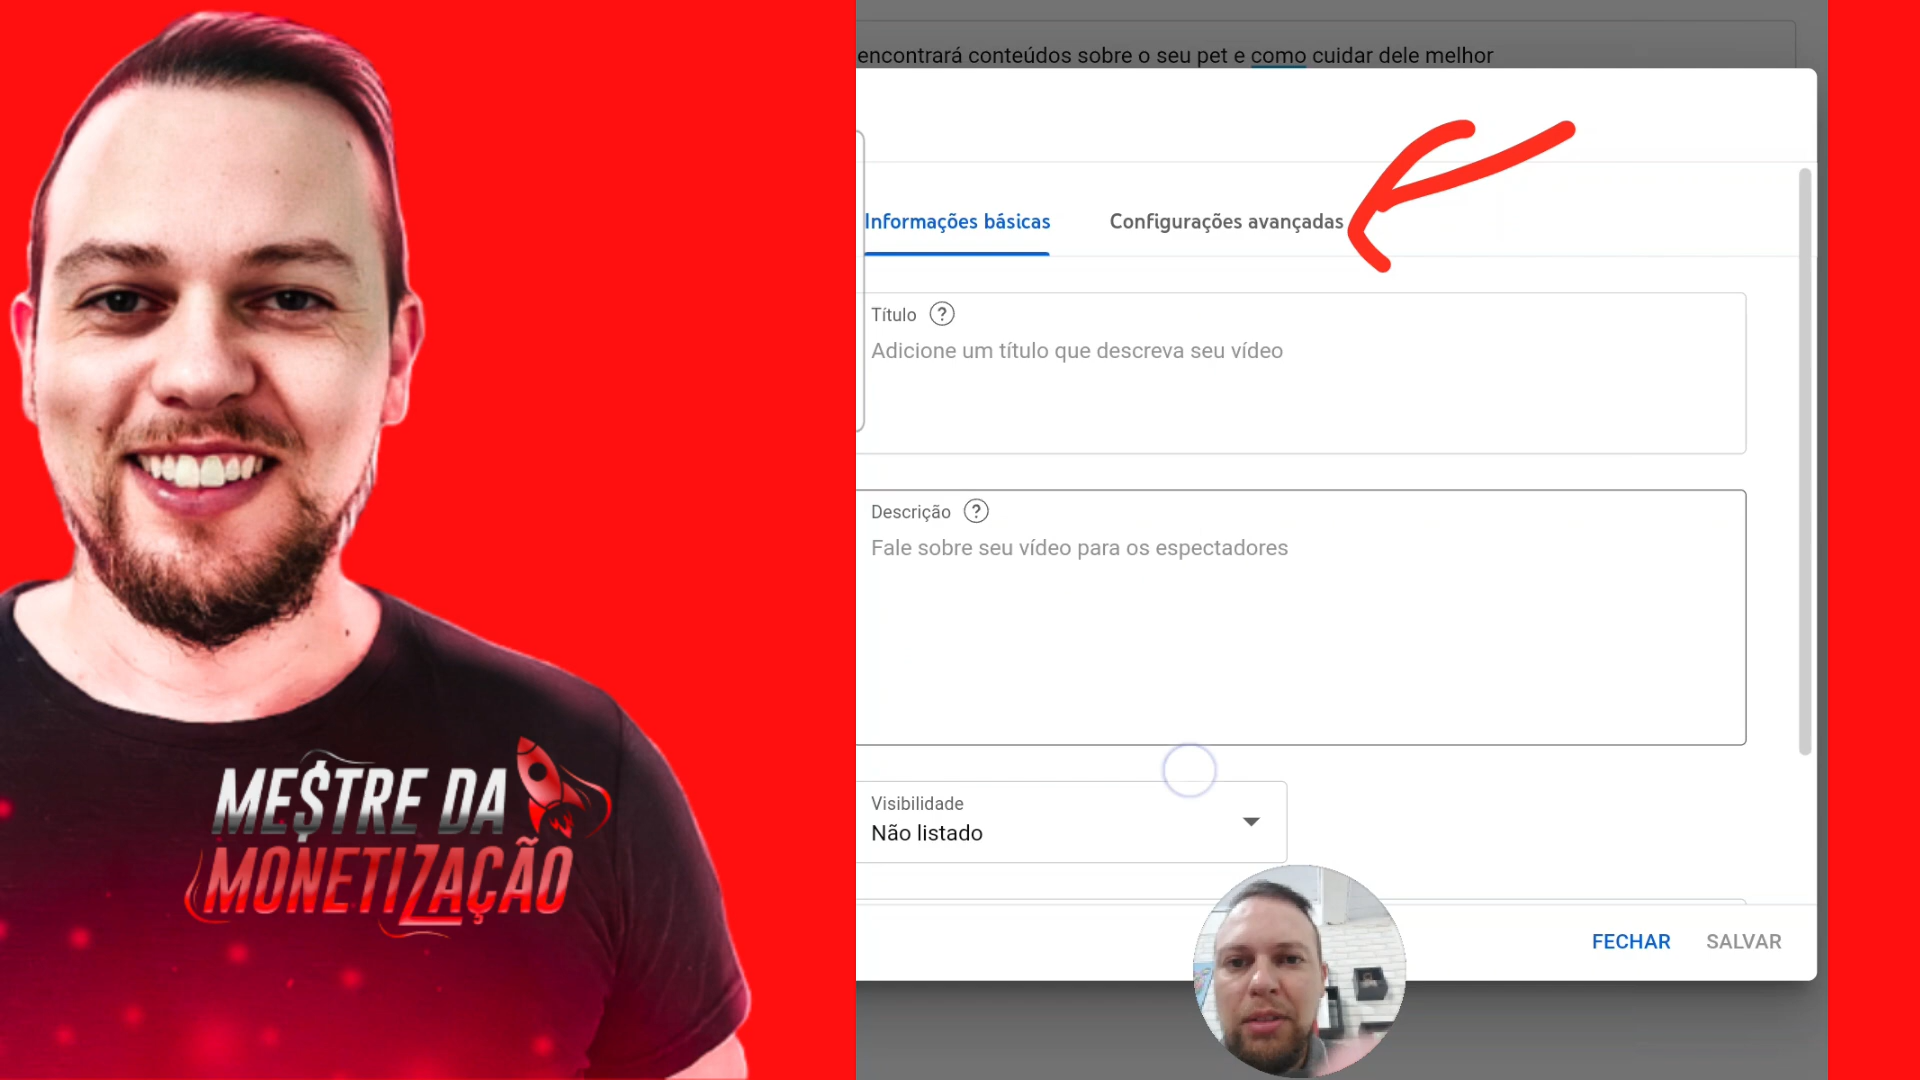 encontrará conteúdos sobre o seu pet e como cuidar dele melhor
Informações básicas
Configurações avançadas
Título ?
Adicione um título que descreva seu vídeo
Descrição ?
Fale sobre seu vídeo para os espectadores
Visibilidade
Não listado
FECHAR
SALVAR
ME$TRE DA
MONETIZAÇÃO